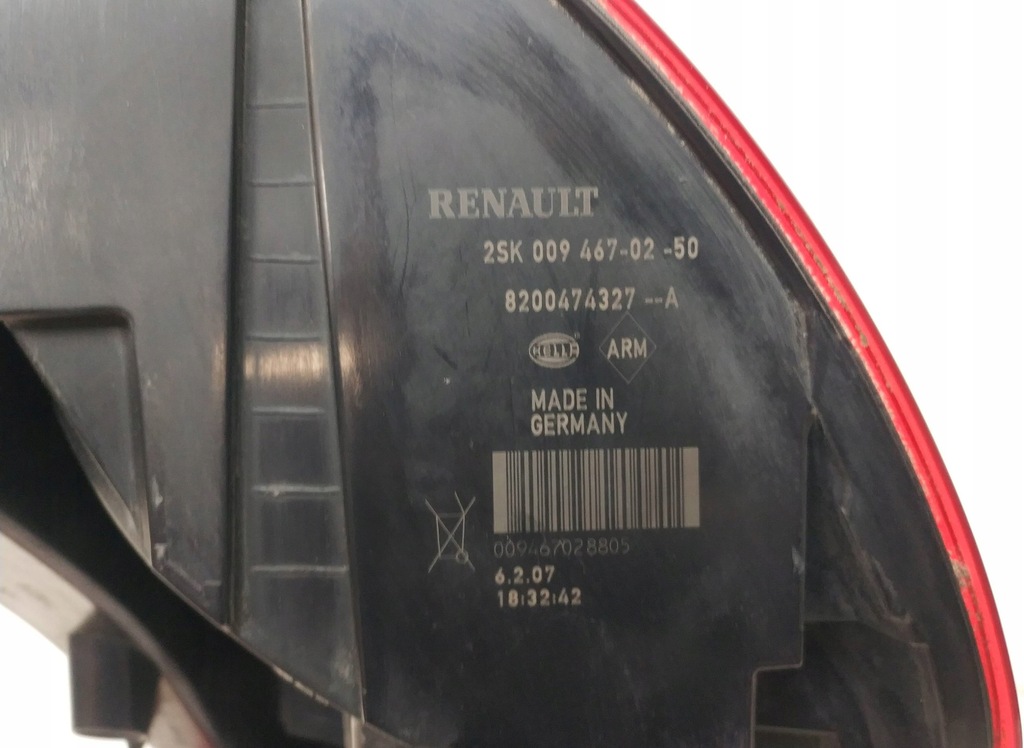 RENAULT
2SK 009 467-02 -50
8200474327 --A
HELLA ARM
MADE IN
GERMANY
009467028805
6.2.07
18:32:42